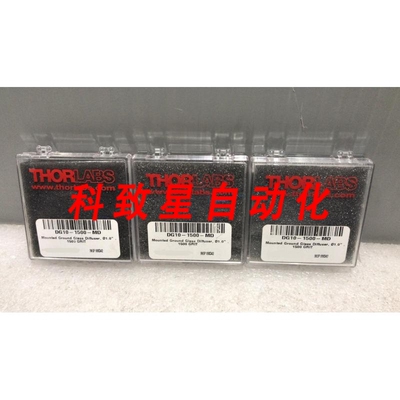 THORLABS
www.thorlabs.com
DG10-1500-MD
Mounted Ground Glass Diffuser, Ø1.0"
1500 GRIT
THORLABS
DG10-1500-MD
Mounted Ground Glass Diffuser, Ø1.0"
1500 GRIT
THORLABS
DG10-1500-MD
Mounted Ground Glass Diffuser, Ø1.0"
1500 GRIT
科致星自动化